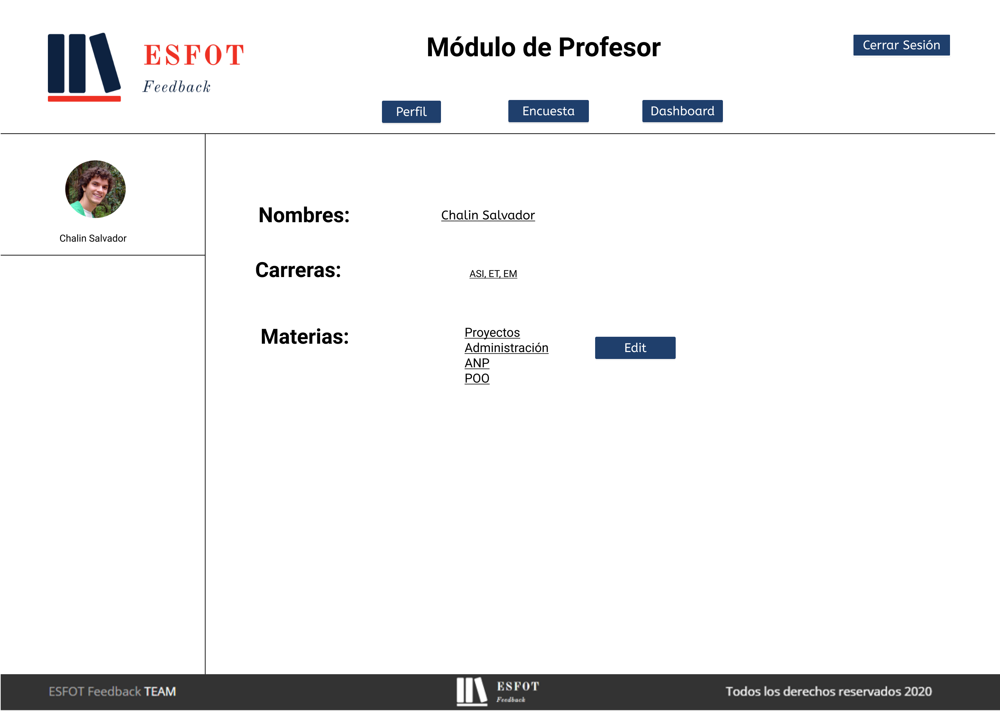 ESFOT
Feedback
Módulo de Profesor
Cerrar Sesión
Perfil
Encuesta
Dashboard
Chalin Salvador
Nombres:
Chalin Salvador
Carreras:
ASI, ET, EM
Materias:
Proyectos
Administración
ANP
POO
Edit
ESFOT Feedback TEAM
ESFOT
Feedback
Todos los derechos reservados 2020